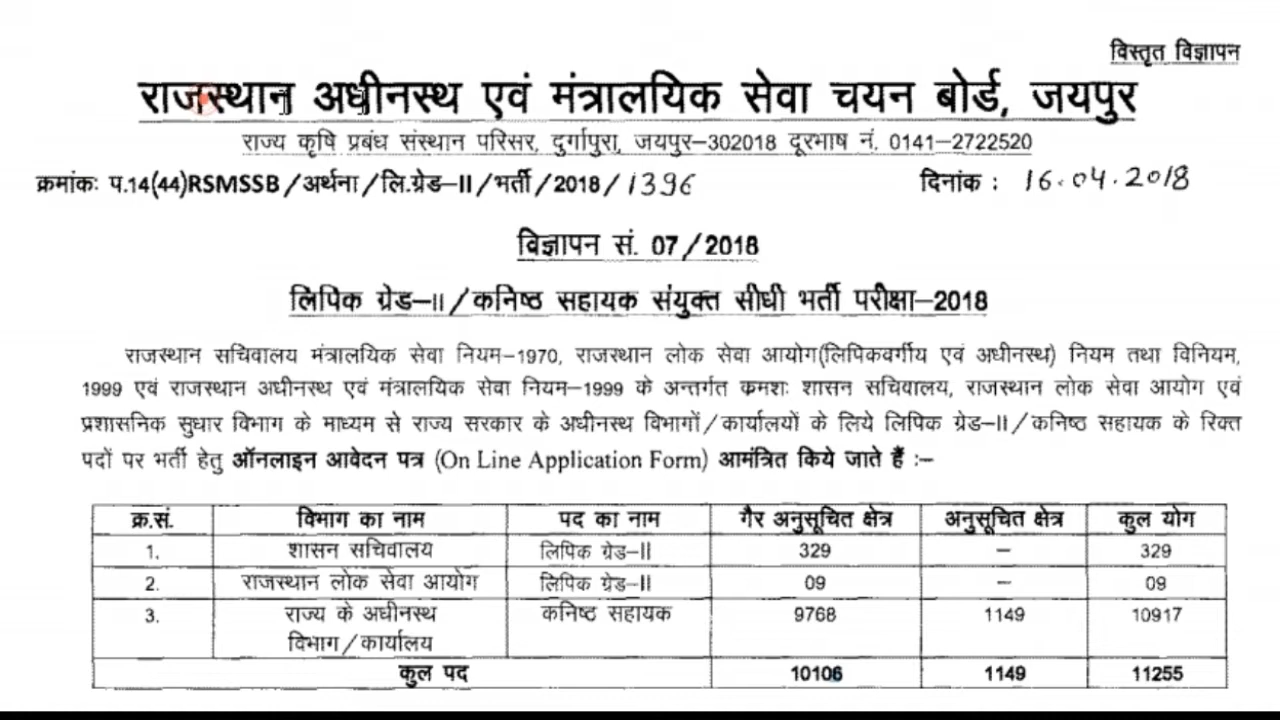 विस्तृत विज्ञापन
राजस्थान अधीनस्थ एवं मंत्रालयिक सेवा चयन बोर्ड, जयपुर
राज्य कृषि प्रबंध संस्थान परिसर, दुर्गापुरा, जयपुर–302018 दूरभाष नं. 0141–2722520
क्रमांकः प.14(44)RSMSSB/अर्थना/लि.ग्रेड–II/भर्ती/2018/1396 दिनांक : 16.04.2018
विज्ञापन सं. 07/2018
लिपिक ग्रेड–II/कनिष्ठ सहायक संयुक्त सीधी भर्ती परीक्षा–2018
राजस्थान सचिवालय मंत्रालयिक सेवा नियम–1970, राजस्थान लोक सेवा आयोग(लिपिकवर्गीय एवं अधीनस्थ) नियम तथा विनियम,
1999 एवं राजस्थान अधीनस्थ एवं मंत्रालयिक सेवा नियम–1999 के अन्तर्गत क्रमशः शासन सचिवालय, राजस्थान लोक सेवा आयोग एवं
प्रशासनिक सुधार विभाग के माध्यम से राज्य सरकार के अधीनस्थ विभागों/कार्यालयों के लिये लिपिक ग्रेड–II/कनिष्ठ सहायक के रिक्त
पदों पर भर्ती हेतु ऑनलाइन आवेदन पत्र (On Line Application Form) आमंत्रित किये जाते हैं :–
क्र.सं. विभाग का नाम पद का नाम गैर अनुसूचित क्षेत्र अनुसूचित क्षेत्र कुल योग
1. शासन सचिवालय लिपिक ग्रेड–II 329 – 329
2. राजस्थान लोक सेवा आयोग लिपिक ग्रेड–II 09 – 09
3. राज्य के अधीनस्थ कनिष्ठ सहायक 9768 1149 10917
विभाग/कार्यालय
कुल पद 10106 1149 11255